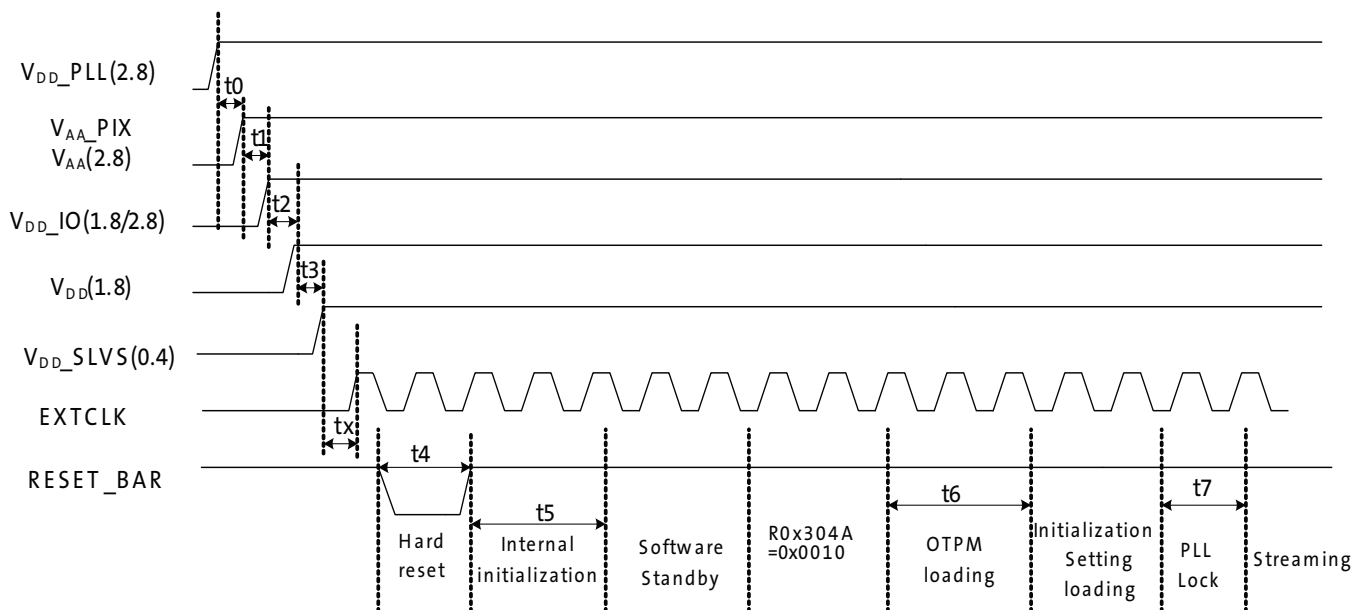 V_DD_PLL(2.8)
t0
V_AA_PIX
V_AA(2.8)
t1
V_DD_IO(1.8/2.8)
t2
V_DD(1.8)
t3
V_DD_SLVS(0.4)
EXTCLK
tx
RESET_BAR
t4
t5
t6
t7
Hard
reset
Internal
initialization
Software
Standby
R0x304A
=0x0010
OTPM
loading
Initialization
Setting
loading
PLL
Lock
Streaming